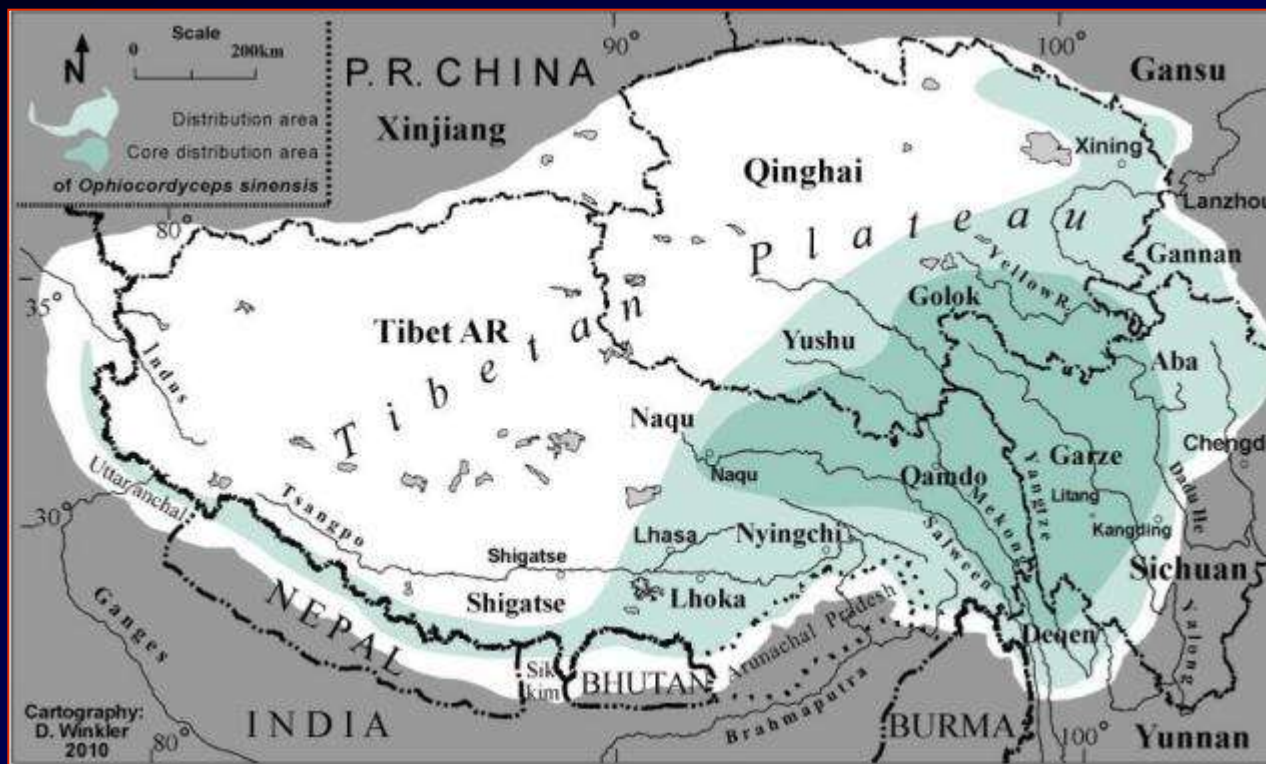 Scale
0 200km
N
Distribution area
Core distribution area
of Ophiocordyceps sinensis
90°
100°
P.R. CHINA
Gansu
Xinjiang
Xining
Qinghai
Lanzhou
80°
Plateau
Gannan
35°
Yellow R.
Golok
Tibet AR
Tibetan
Yushu
Aba
Indus
Naqu
Chengd
Naqu
Qamdo
Garze
Uttaranchal
Yangtze
Litang
Dadu He
Tsangpo
Mekong
Kangding
30°
Lhasa
Nyingchi
Salween
Shigatse
Sichuan
Shigatse
Lhoka
Ganges
NEPAL
Arunachal Pradesh
Deqen
Yalong
Sik
kim
BHUTAN
Brahmaputra
Cartography:
D. Winkler
2010
80°
INDIA
BURMA
100°
Yunnan